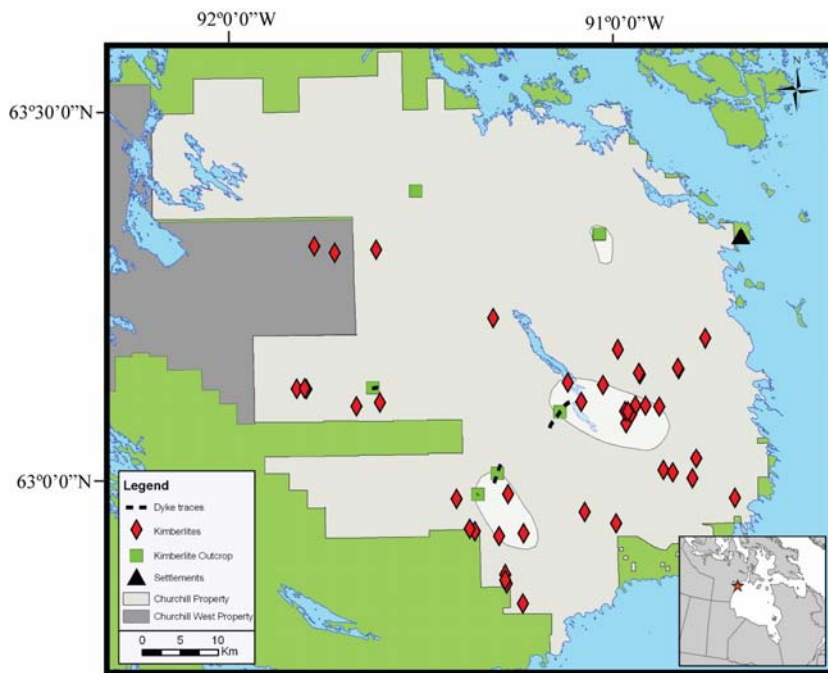 92°0'0"W
91°0'0"W
N
63°30'0"N
63°0'0"N
Legend
Dyke traces
Kimberlites
Kimberlite Outcrop
Settlements
Churchill Property
Churchill West Property
0 5 10
Km